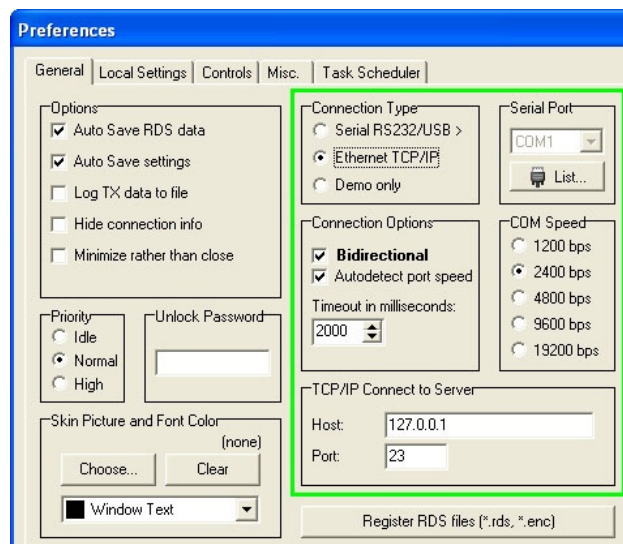 Preferences
General
Local Settings
Controls
Misc.
Task Scheduler
Options
Auto Save RDS data
Auto Save settings
Log TX data to file
Hide connection info
Minimize rather than close
Priority
Idle
Normal
High
Unlock Password
Skin Picture and Font Color
(none)
Choose...
Clear
Window Text
Connection Type
Serial RS232/USB >
Ethernet TCP/IP
Demo only
Serial Port
COM1
List...
Connection Options
Bidirectional
Autodetect port speed
Timeout in milliseconds:
2000
COM Speed
1200 bps
2400 bps
4800 bps
9600 bps
19200 bps
TCP/IP Connect to Server
Host:
127.0.0.1
Port:
23
Register RDS files (*.rds, *.enc)